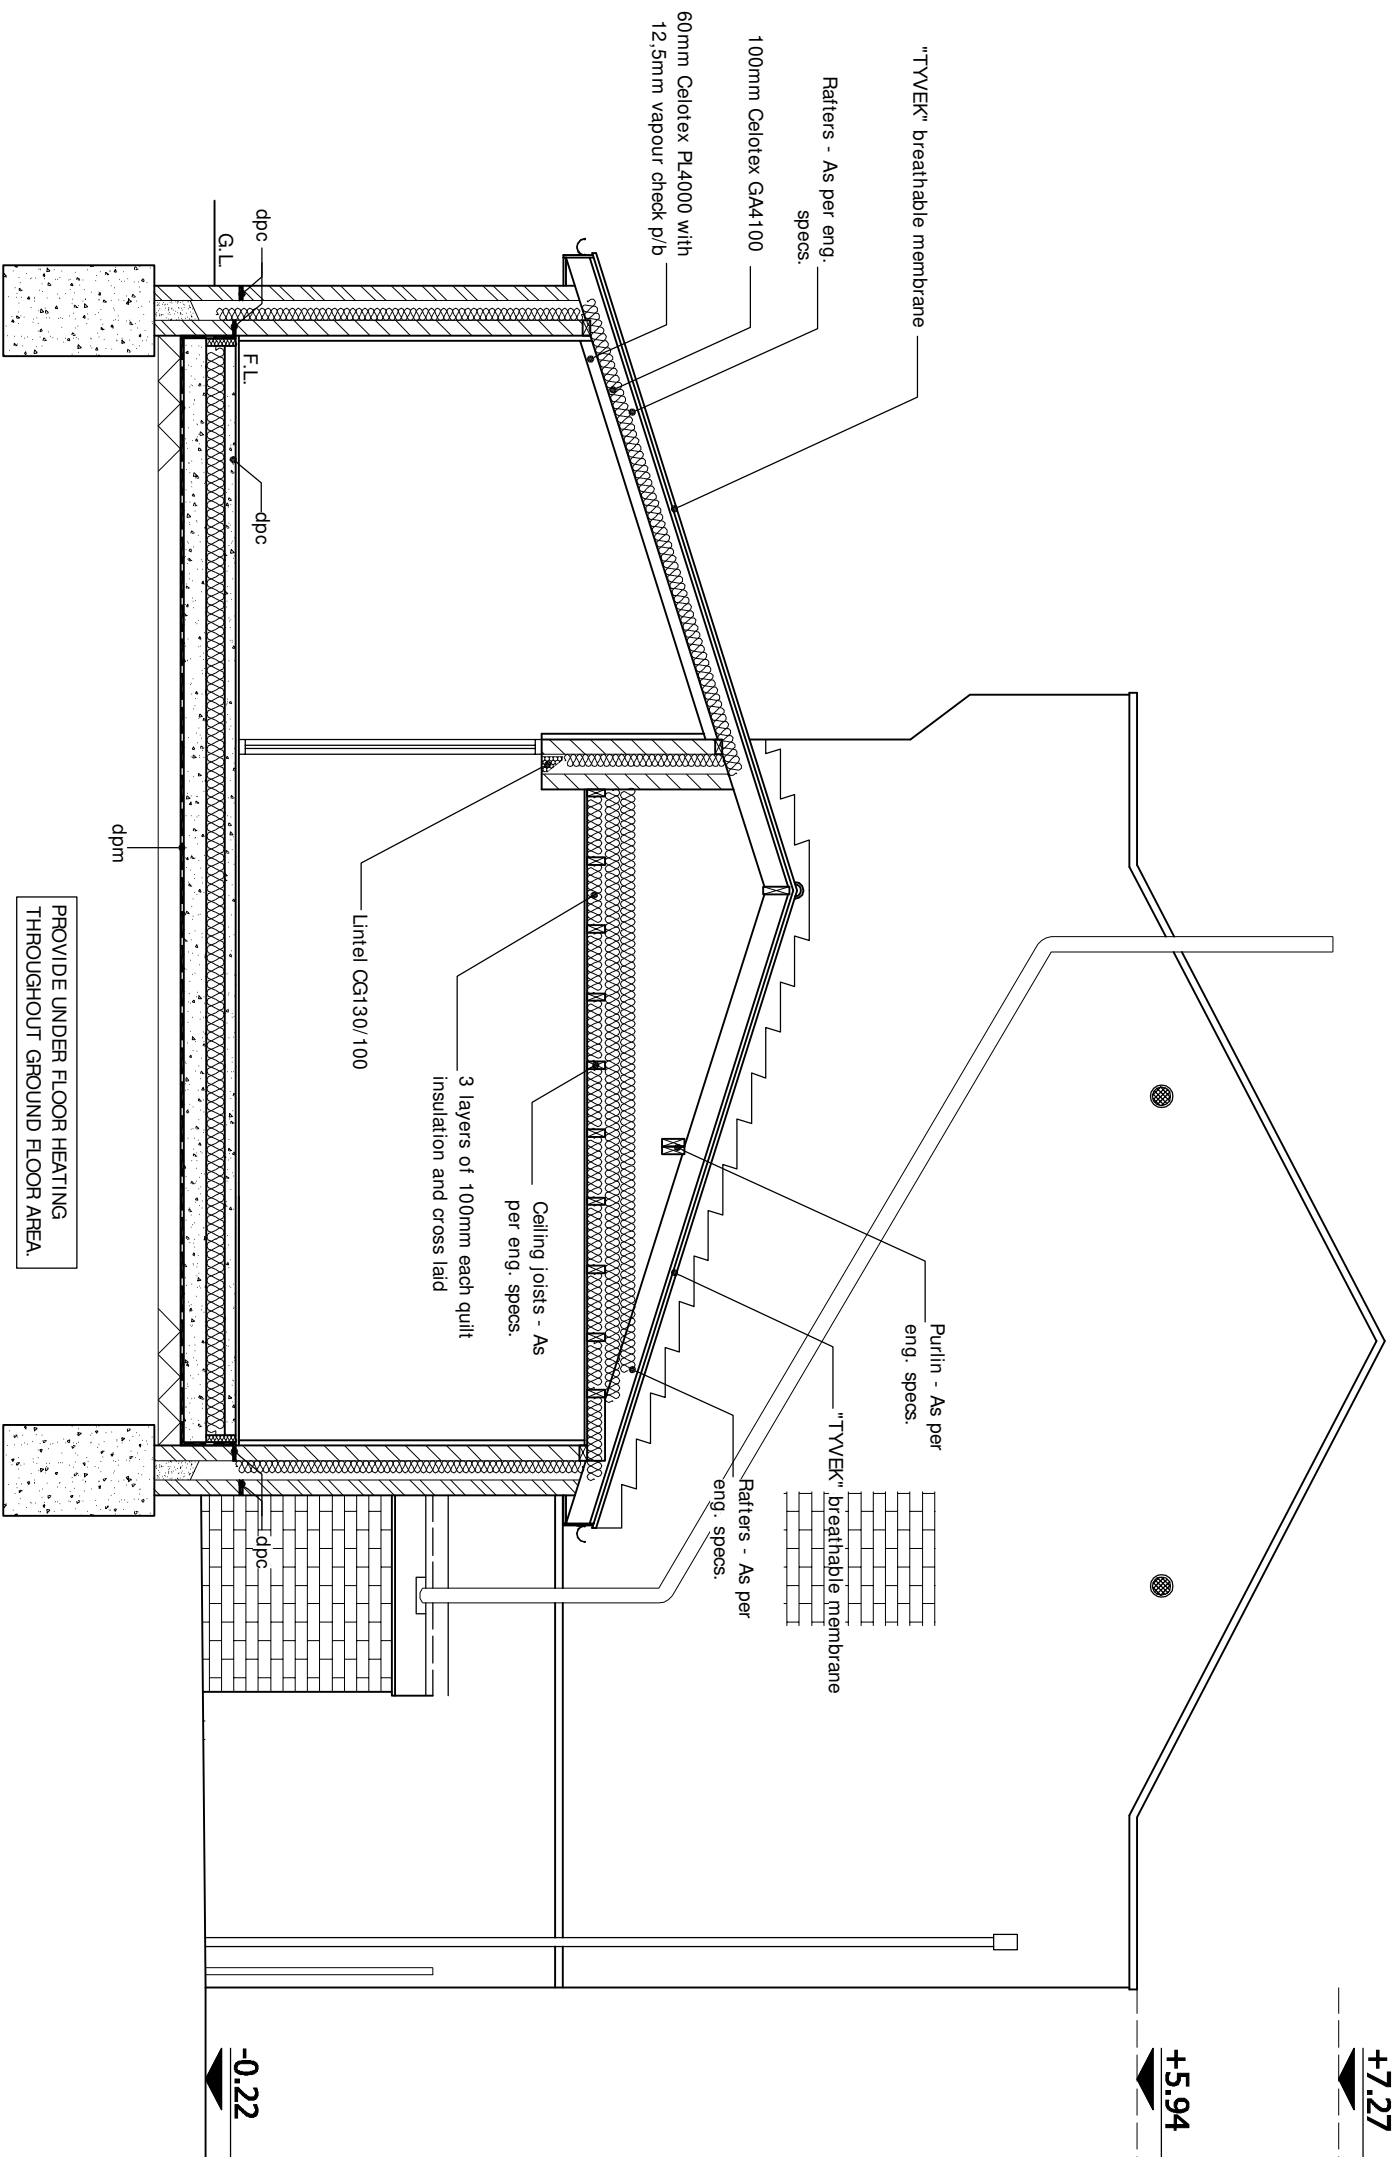 "TYVEK" breathable membrane
Rafters - As per eng.
specs.
100mm Celotex GA4100
60mm Celotex PL4000 with
12,5mm vapour check p/b
dpc
G.L.
F.L.
dpc
dpm
PROVIDE UNDER FLOOR HEATING
THROUGHOUT GROUND FLOOR AREA.
Lintel CG130/100
3 layers of 100mm each quilt
insulation and cross laid
Ceiling joists - As
per eng. specs.
Purlin - As per
eng. specs.
"TYVEK" breathable membrane
Rafters - As per
eng. specs.
dpc
+7.27
+5.94
-0.22